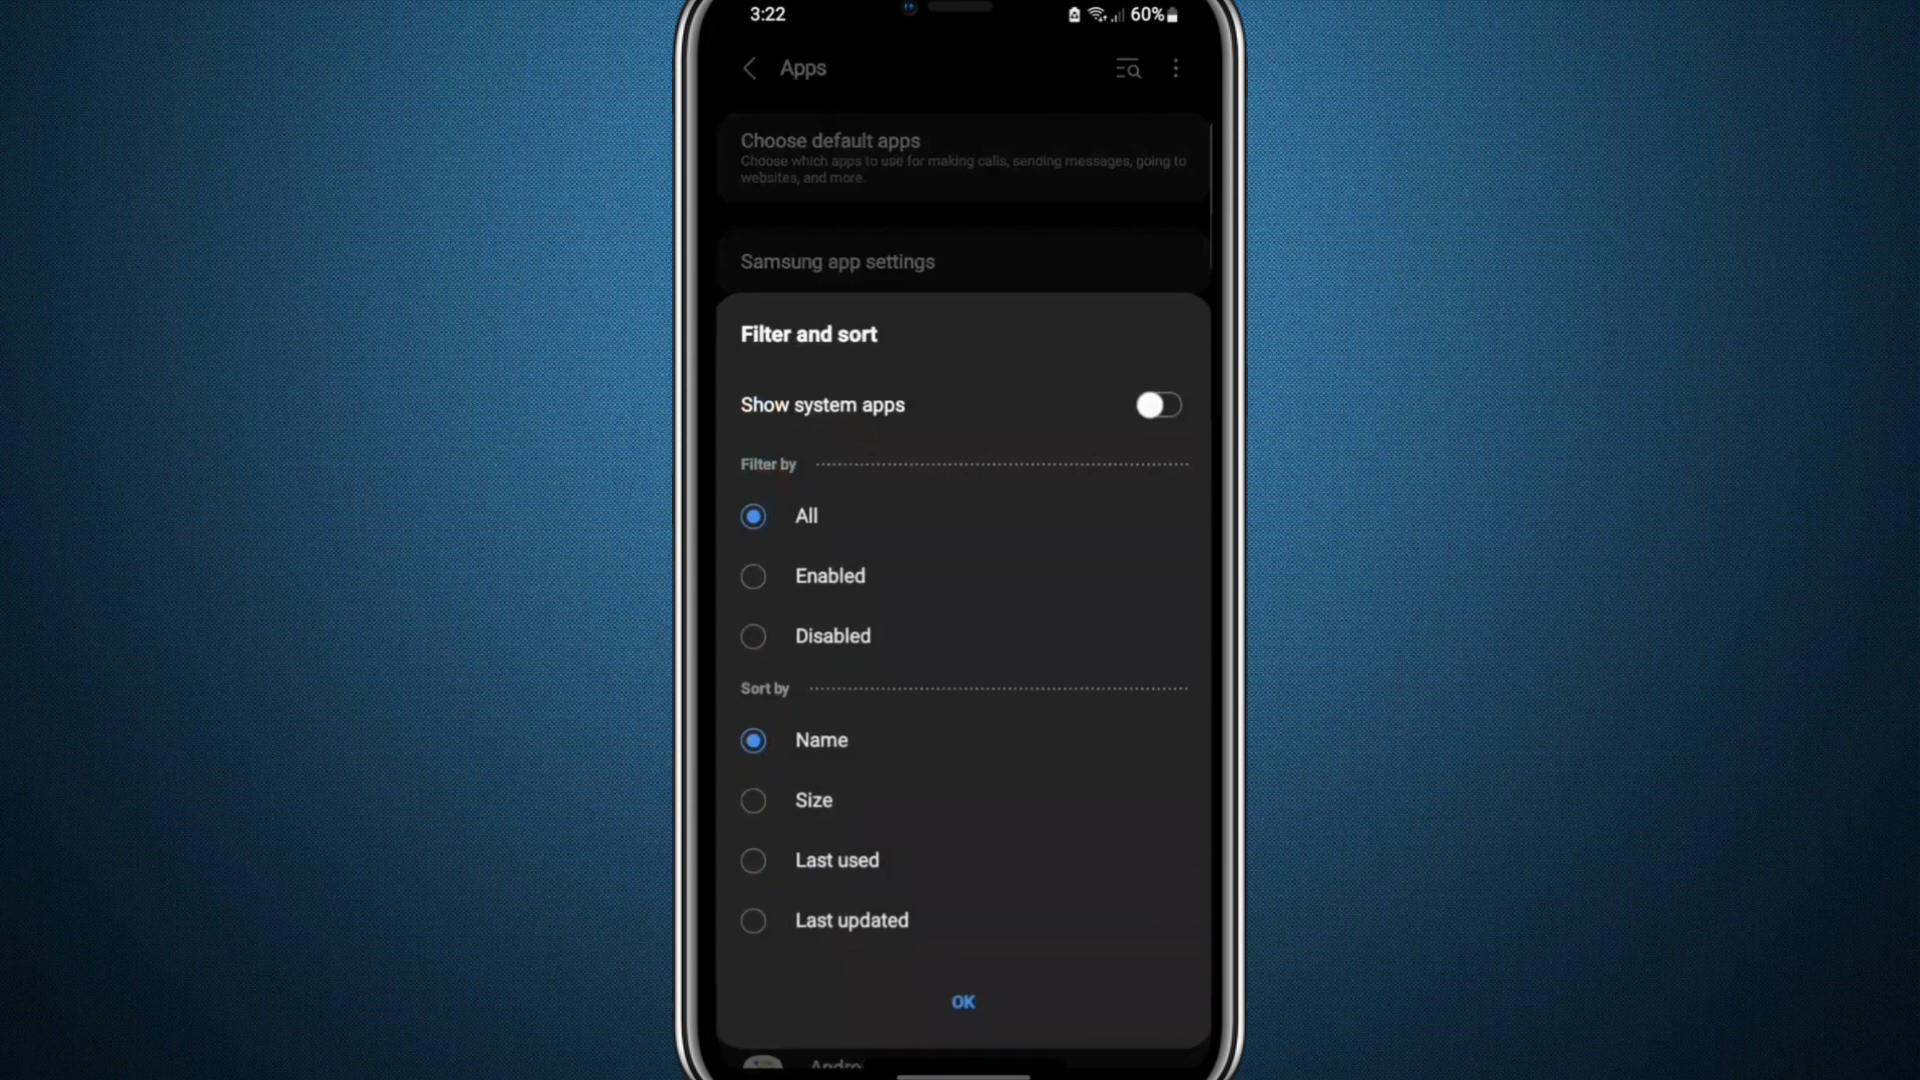 3:22
60%
Apps
Choose default apps
Choose which apps to use for making calls, sending messages, going to
websites, and more.
Samsung app settings
Filter and sort
Show system apps
Filter by
All
Enabled
Disabled
Sort by
Name
Size
Last used
Last updated
OK